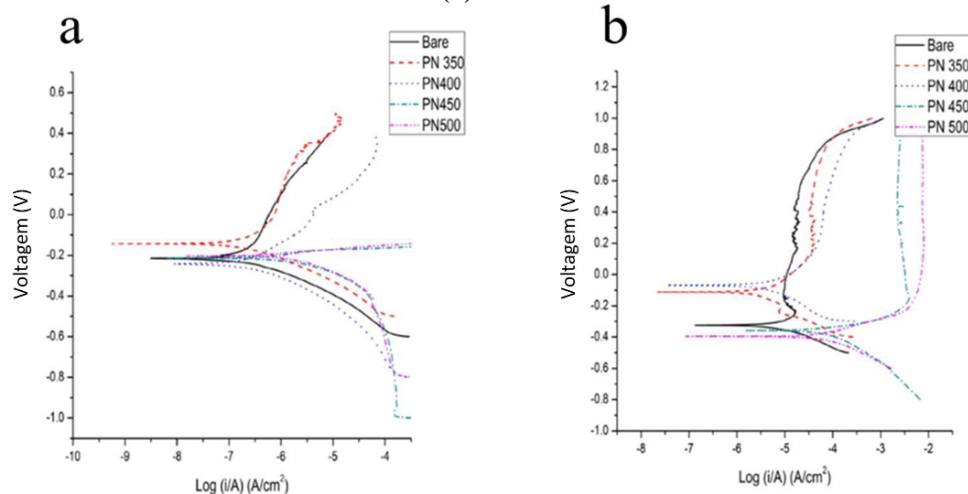 a
Bare
PN 350
PN400
PN450
PN500
0.6
0.4
0.2
0.0
-0.2
-0.4
-0.6
-0.8
-1.0
Voltagem (V)
-10 -9 -8 -7 -6 -5 -4
Log (i/A) (A/cm²)
b
Bare
PN 350
PN 400
PN 450
PN 500
1.2
1.0
0.8
0.6
0.4
0.2
0.0
-0.2
-0.4
-0.6
-0.8
-1.0
Voltagem (V)
-8 -7 -6 -5 -4 -3 -2
Log (i/A) (A/cm²)